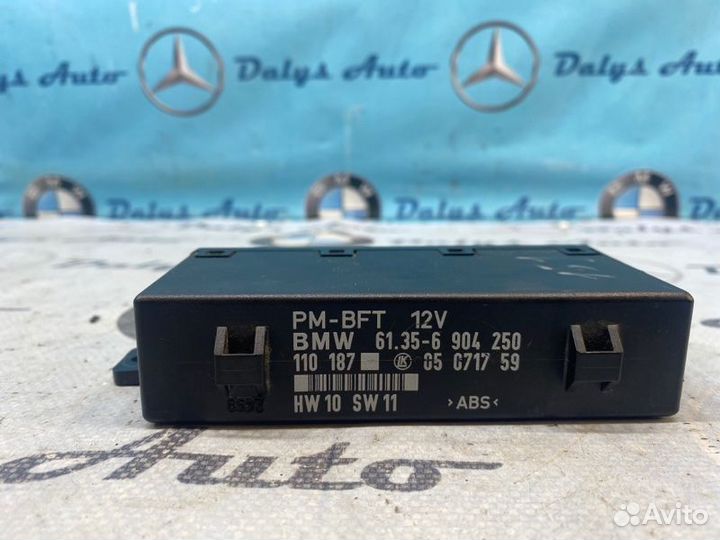 Dalys Auto
Dalys Auto
Dalys Auto
Dalys Auto
Dalys Auto
PM-BFT 12V
BMW 61.35-6 904 250
110 187 LK 05 0717 59
HW 10 SW 11 >ABS<
Auto
Avito